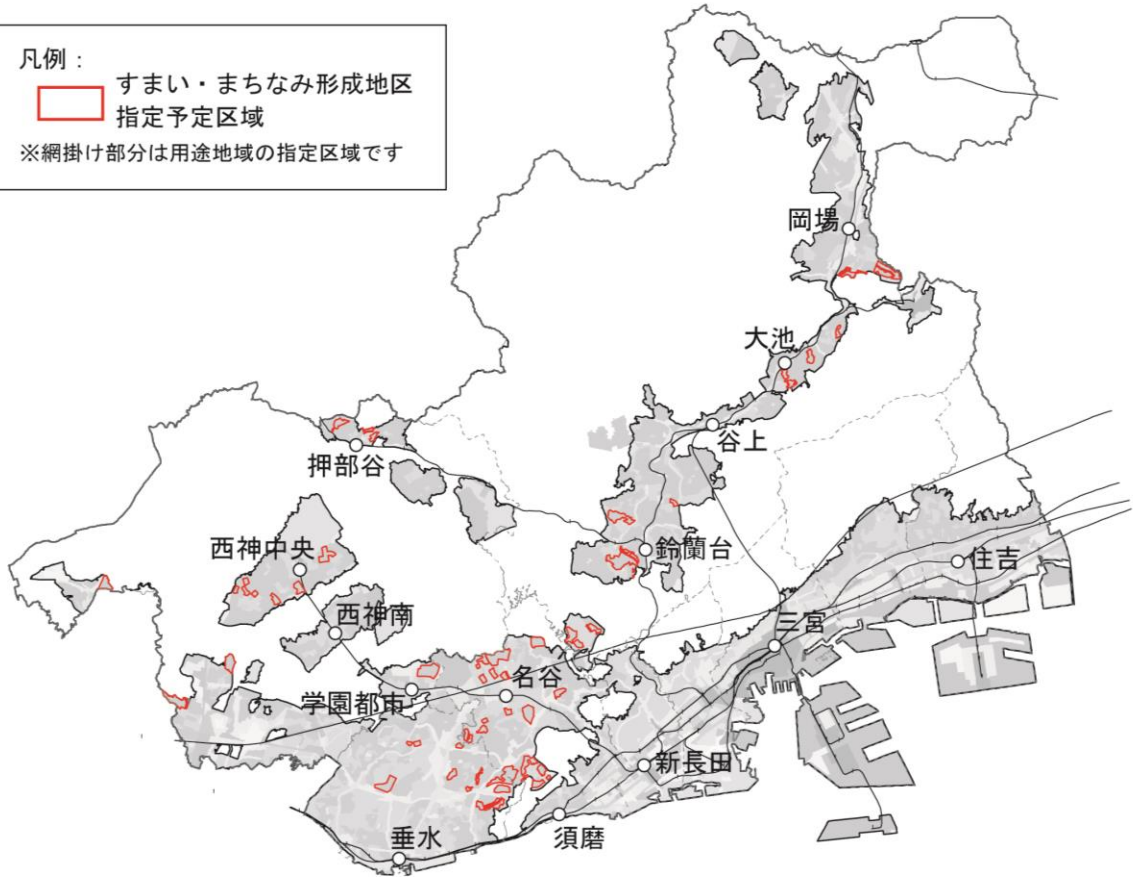 凡例：
すまい・まちなみ形成地区
指定予定区域
※網掛け部分は用途地域の指定区域です
岡場
大池
谷上
押部谷
西神中央
鈴蘭台
住吉
西神南
三宮
名谷
学園都市
新長田
垂水
須磨